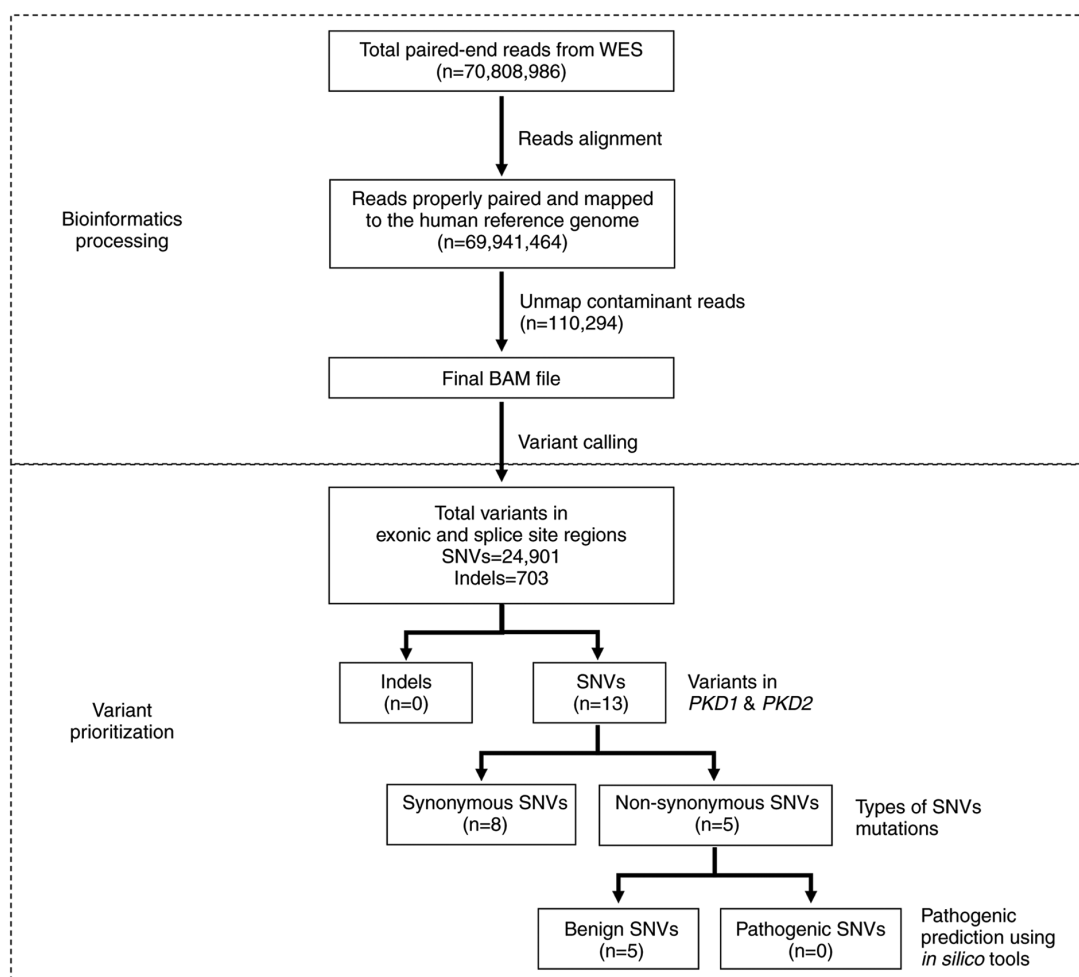 Total paired-end reads from WES
(n=70,808,986)
Reads alignment
Reads properly paired and mapped
to the human reference genome
(n=69,941,464)
Bioinformatics
processing
Unmap contaminant reads
(n=110,294)
Final BAM file
Variant calling
Total variants in
exonic and splice site regions
SNVs=24,901
Indels=703
Indels
(n=0)
SNVs
(n=13)
Variants in
PKD1 & PKD2
Variant
prioritization
Synonymous SNVs
(n=8)
Non-synonymous SNVs
(n=5)
Types of SNVs
mutations
Benign SNVs
(n=5)
Pathogenic SNVs
(n=0)
Pathogenic
prediction using
in silico tools